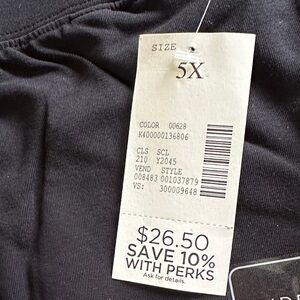 SIZE
5X
COLOR 00628
K400000136806
CLS SCL
210 Y2045
VEND STYLE
008483 001037879
VS: 300009648
$26.50
SAVE 10%
WITH PERKS
Ask for details.